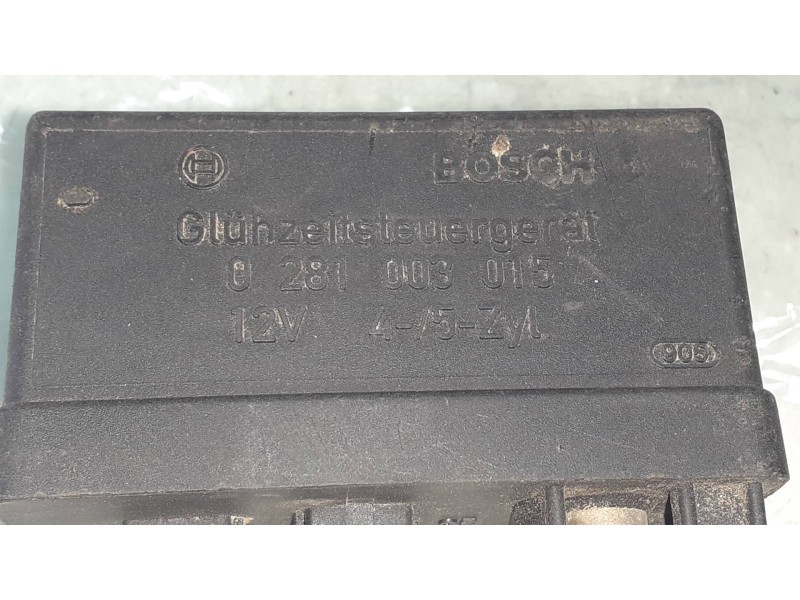 BOSCH
Glühzeitsteuergerät
0 281 003 015
12V 4-/5-Zyl.
905